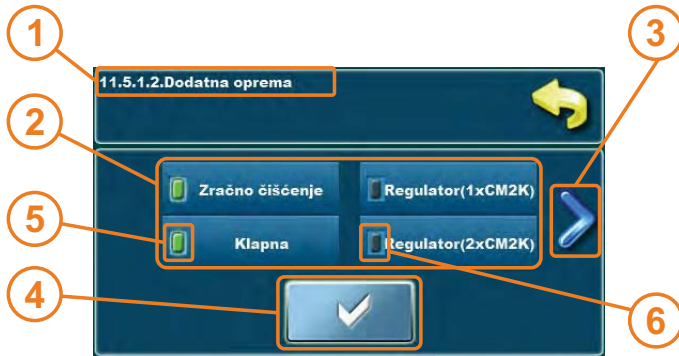 1
3
11.5.1.2.Dodatna oprema
2
Zračno čišćenje
Regulator(1xCM2K)
5
Klapna
Regulator(2xCM2K)
4
6